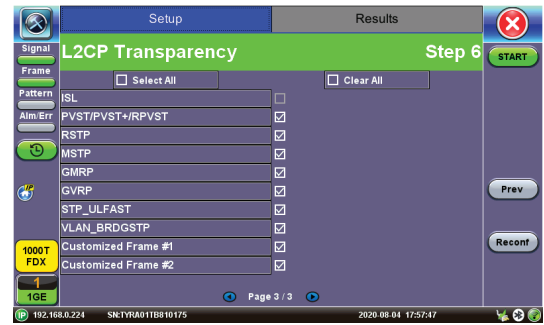 Setup Results
Signal
L2CP Transparency Step 6
START
Frame
Select All Clear All
Pattern
ISL
Alm/Err
PVST/PVST+/RPVST
RSTP
MSTP
GMRP
GVRP
Prev
STP_ULFAST
VLAN_BRDGSTP
Customized Frame #1
Reconf
1000T
FDX
Customized Frame #2
1
1GE
Page 3 / 3
IP 192.168.0.224 SN:TYRA01TB810175 2020-08-04 17:57:47